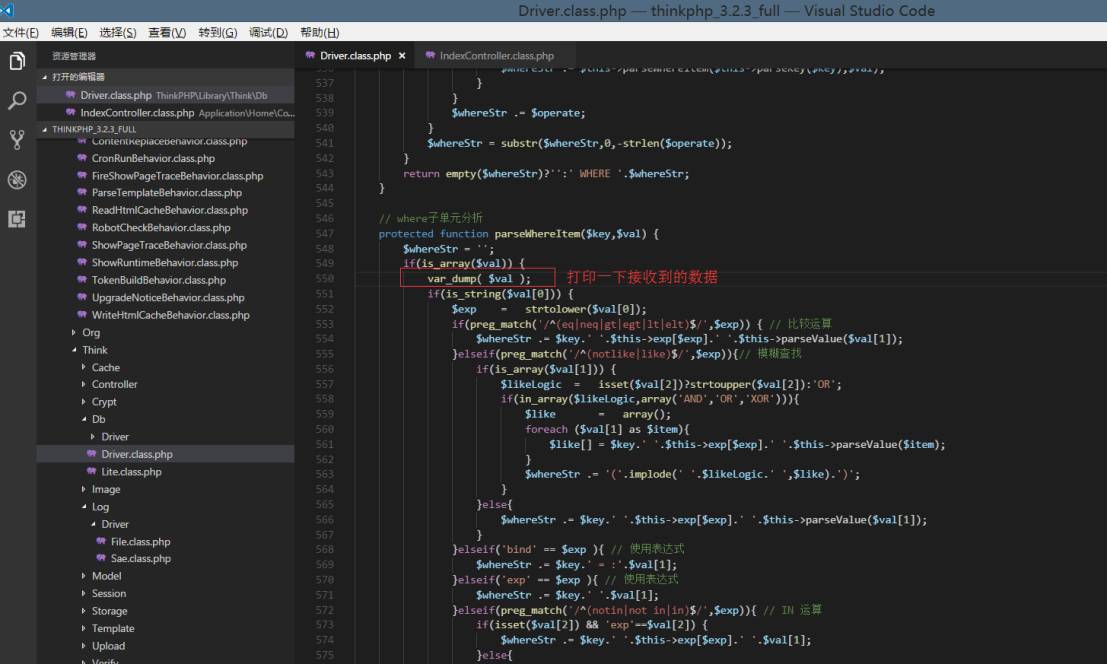 Driver.class.php — thinkphp_3.2.3_full — Visual Studio Code
文件(F) 编辑(E) 选择(S) 查看(V) 转到(G) 调试(D) 帮助(H)
资源管理器
打开的编辑器
Driver.class.php ThinkPHP\Library\Think\Db
IndexController.class.php Application\Home\Co...
THINKPHP_3.2.3_FULL
ContentReplaceBehavior.class.php
CronRunBehavior.class.php
FireShowPageTraceBehavior.class.php
ParseTemplateBehavior.class.php
ReadHtmlCacheBehavior.class.php
RobotCheckBehavior.class.php
ShowPageTraceBehavior.class.php
ShowRuntimeBehavior.class.php
TokenBuildBehavior.class.php
UpgradeNoticeBehavior.class.php
WriteHtmlCacheBehavior.class.php
Org
Think
Cache
Controller
Crypt
Db
Driver
Driver.class.php
Lite.class.php
Image
Log
Driver
File.class.php
Sae.class.php
Model
Session
Storage
Template
Upload
Verify
Driver.class.php × IndexController.class.php
536 $whereStr .= $this->parseWhereItem($this->parseKey($key),$val);
537 }
538 }
539 $whereStr .= $operate;
540 }
541 $whereStr = substr($whereStr,0,-strlen($operate));
542 }
543 return empty($whereStr)?'':' WHERE '.$whereStr;
544 }
545
546 // where子单元分析
547 protected function parseWhereItem($key,$val) {
548 $whereStr = '';
549 if(is_array($val)) {
550 var_dump( $val ); 打印一下接收到的数据
551 if(is_string($val[0])) {
552 $exp = strtolower($val[0]);
553 if(preg_match('/^(eq|neq|gt|egt|lt|elt)$/',$exp)) { // 比较运算
554 $whereStr .= $key.' '.$this->exp[$exp].' '.$this->parseValue($val[1]);
555 }elseif(preg_match('/^(notlike|like)$/',$exp)){// 模糊查找
556 if(is_array($val[1])) {
557 $likeLogic = isset($val[2])?strtoupper($val[2]):'OR';
558 if(in_array($likeLogic,array('AND','OR','XOR'))){
559 $like = array();
560 foreach ($val[1] as $item){
561 $like[] = $key.' '.$this->exp[$exp].' '.$this->parseValue($item);
562 }
563 $whereStr .= '('.implode(' '.$likeLogic.' ',$like).')';
564 }
565 }else{
566 $whereStr .= $key.' '.$this->exp[$exp].' '.$this->parseValue($val[1]);
567 }
568 }elseif('bind' == $exp ){ // 使用表达式
569 $whereStr .= $key.' = :'.$val[1];
570 }elseif('exp' == $exp ){ // 使用表达式
571 $whereStr .= $key.' '.$val[1];
572 }elseif(preg_match('/^(notin|not in|in)$/',$exp)){ // IN 运算
573 if(isset($val[2]) && 'exp'==$val[2]) {
574 $whereStr .= $key.' '.$this->exp[$exp].' '.$val[1];
575 }else{